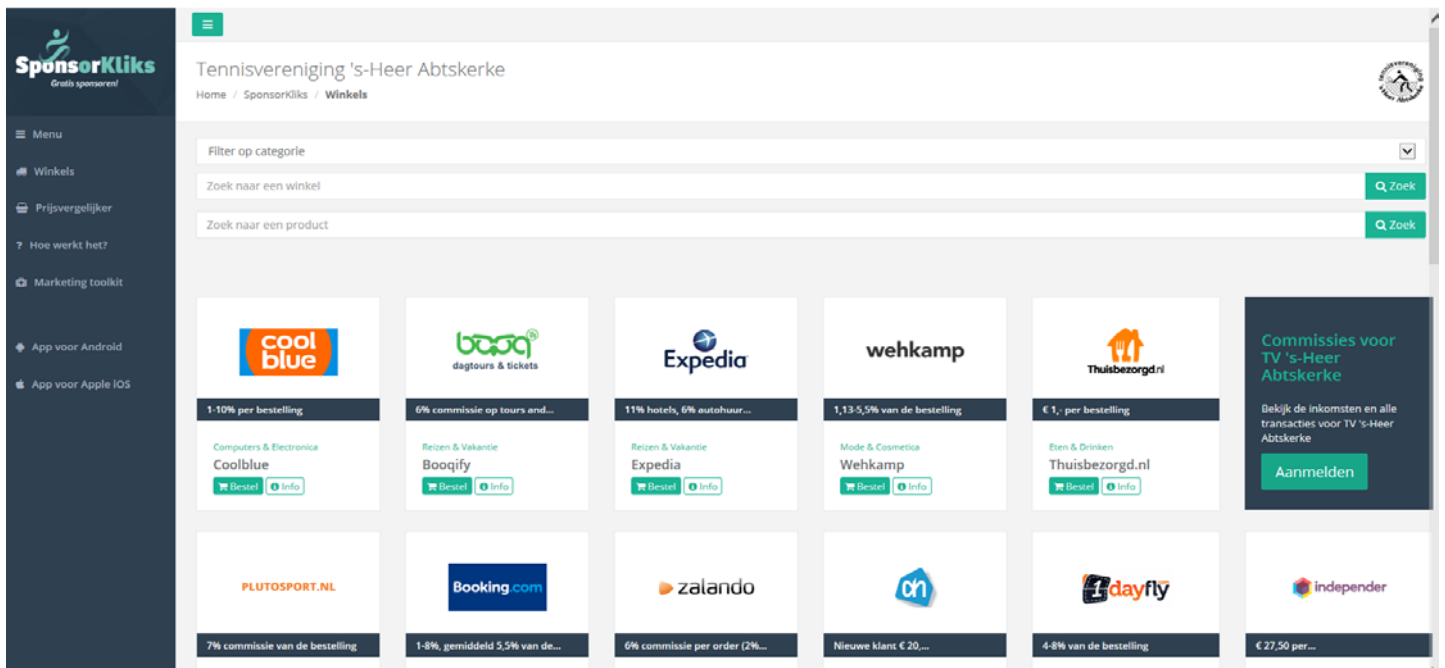 SponsorKliks
Gratis sponsoren!
Menu
Winkels
Prijsvergelijker
? Hoe werkt het?
Marketing toolkit
App voor Android
App voor Apple iOS
Tennisvereniging 's-Heer Abtskerke
Home / SponsorKliks / Winkels
tennisvereniging
's Heer Abtskerke
Filter op categorie
Zoek naar een winkel
Zoek
Zoek naar een product
Zoek
cool
blue
1-10% per bestelling
Computers & Electronica
Coolblue
Bestel Info
booq
dagtours & tickets
6% commissie op tours and...
Reizen & Vakantie
Booqify
Bestel Info
Expedia
11% hotels, 6% autohuur...
Reizen & Vakantie
Expedia
Bestel Info
wehkamp
1,13-5,5% van de bestelling
Mode & Cosmetica
Wehkamp
Bestel Info
Thuisbezorgd.nl
€ 1,- per bestelling
Eten & Drinken
Thuisbezorgd.nl
Bestel Info
Commissies voor
TV 's-Heer
Abtskerke
Bekijk de inkomsten en alle
transacties voor TV 's-Heer
Abtskerke
Aanmelden
PLUTOSPORT.NL
7% commissie van de bestelling
Booking.com
1-8%, gemiddeld 5,5% van de...
zalando
6% commissie per order (2%...
ah
Nieuwe klant € 20,...
1dayfly
4-8% van de bestelling
independer
€ 27,50 per...